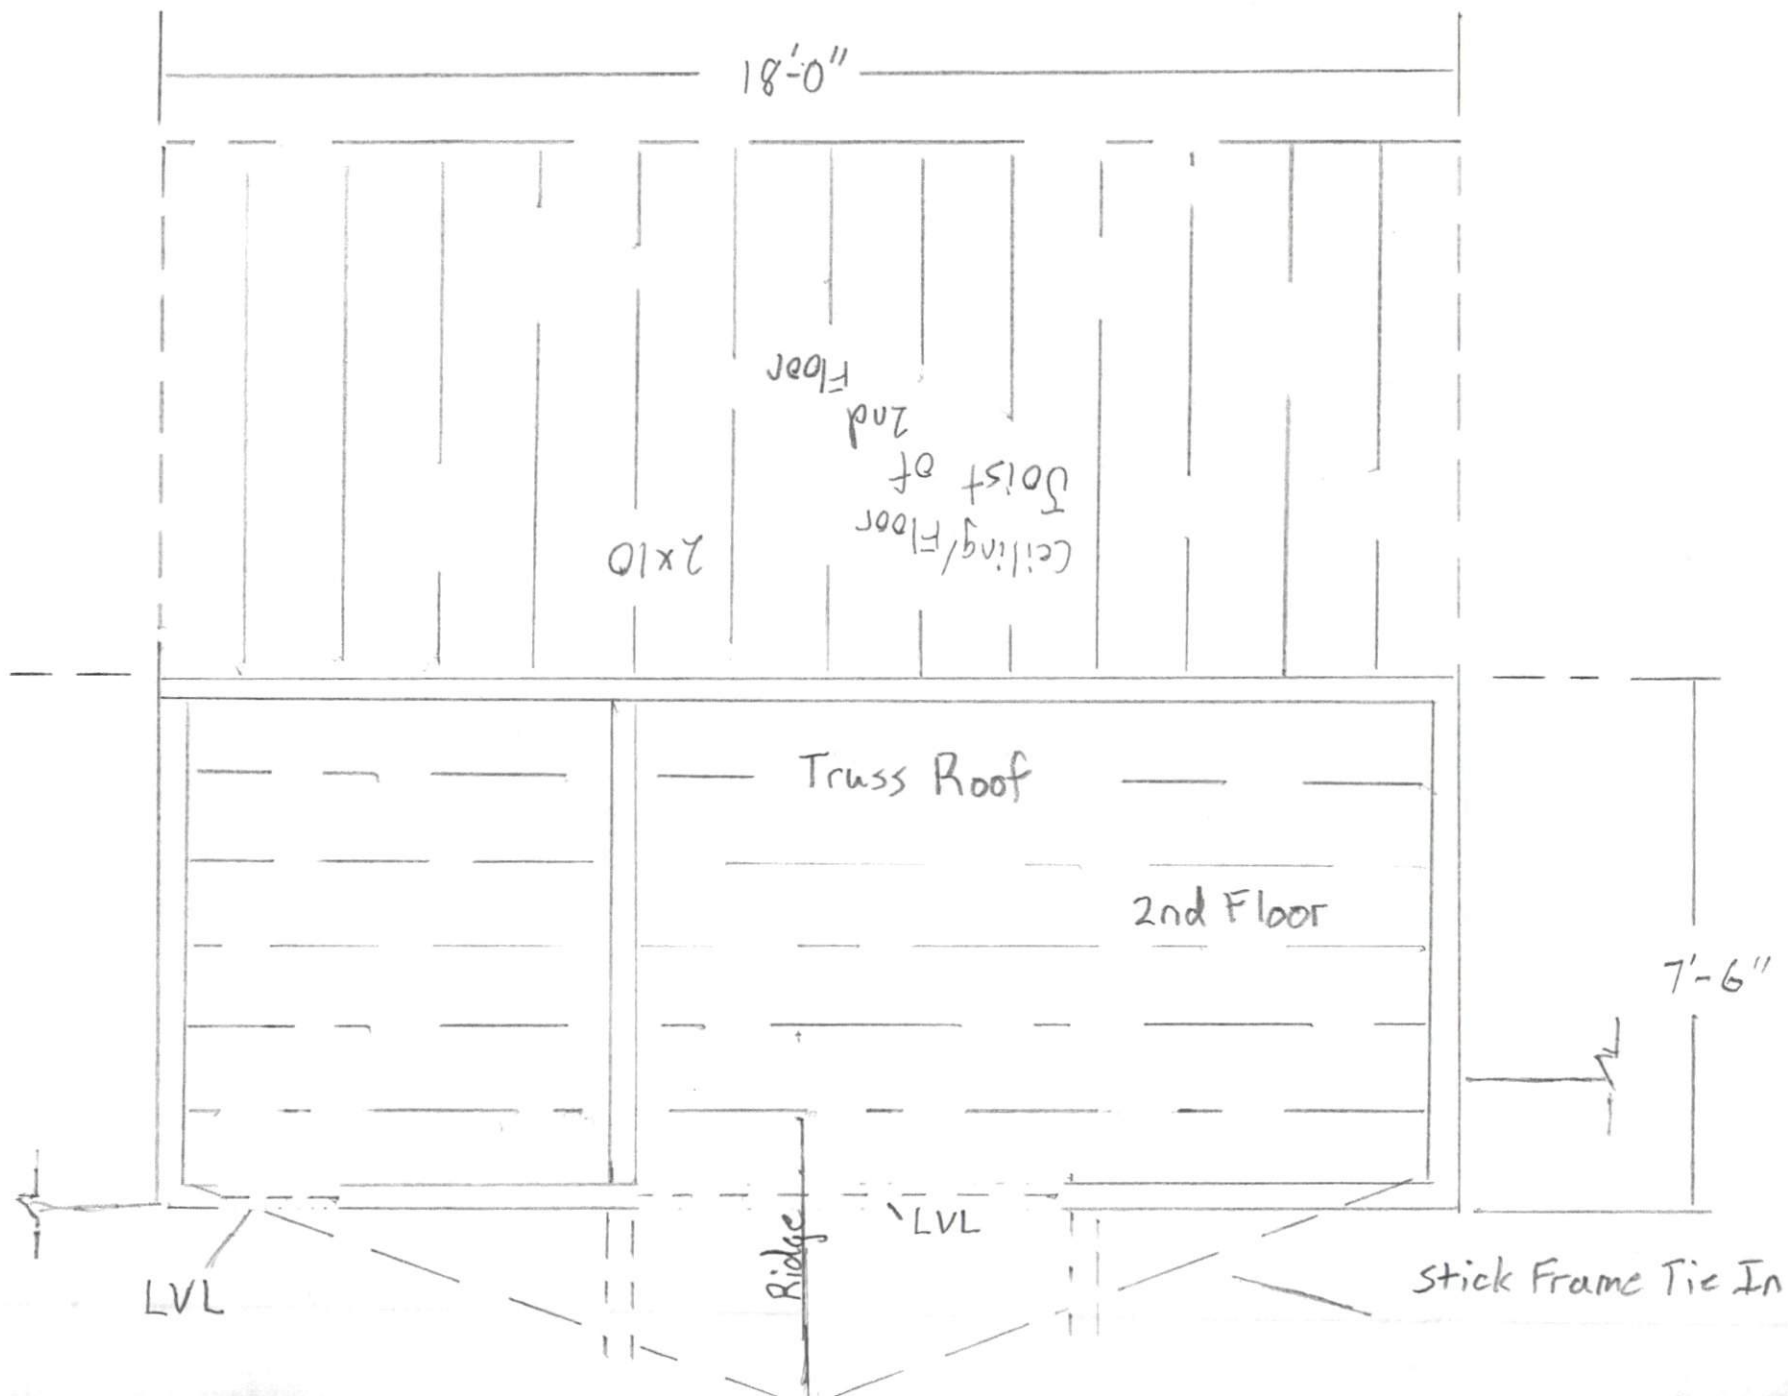 18'-0"
Ceiling/Floor
Joist of
2nd
Floor
2x10
Truss Roof
2nd Floor
7'-6"
LVL
Ridge
LVL
Stick Frame Tie In